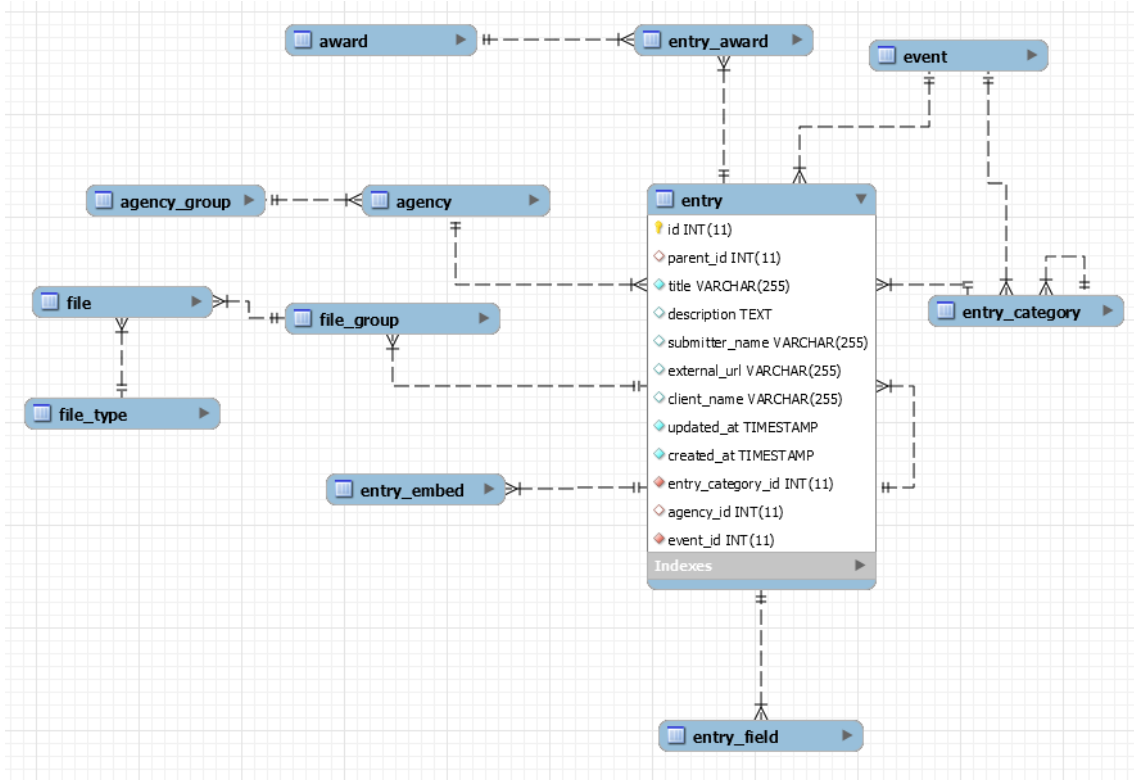 award
entry_award
event
agency_group
agency
entry
id INT(11)
parent_id INT(11)
title VARCHAR(255)
description TEXT
submitter_name VARCHAR(255)
external_url VARCHAR(255)
client_name VARCHAR(255)
updated_at TIMESTAMP
created_at TIMESTAMP
entry_category_id INT(11)
agency_id INT(11)
event_id INT(11)
Indexes
file
file_group
entry_category
file_type
entry_embed
entry_field